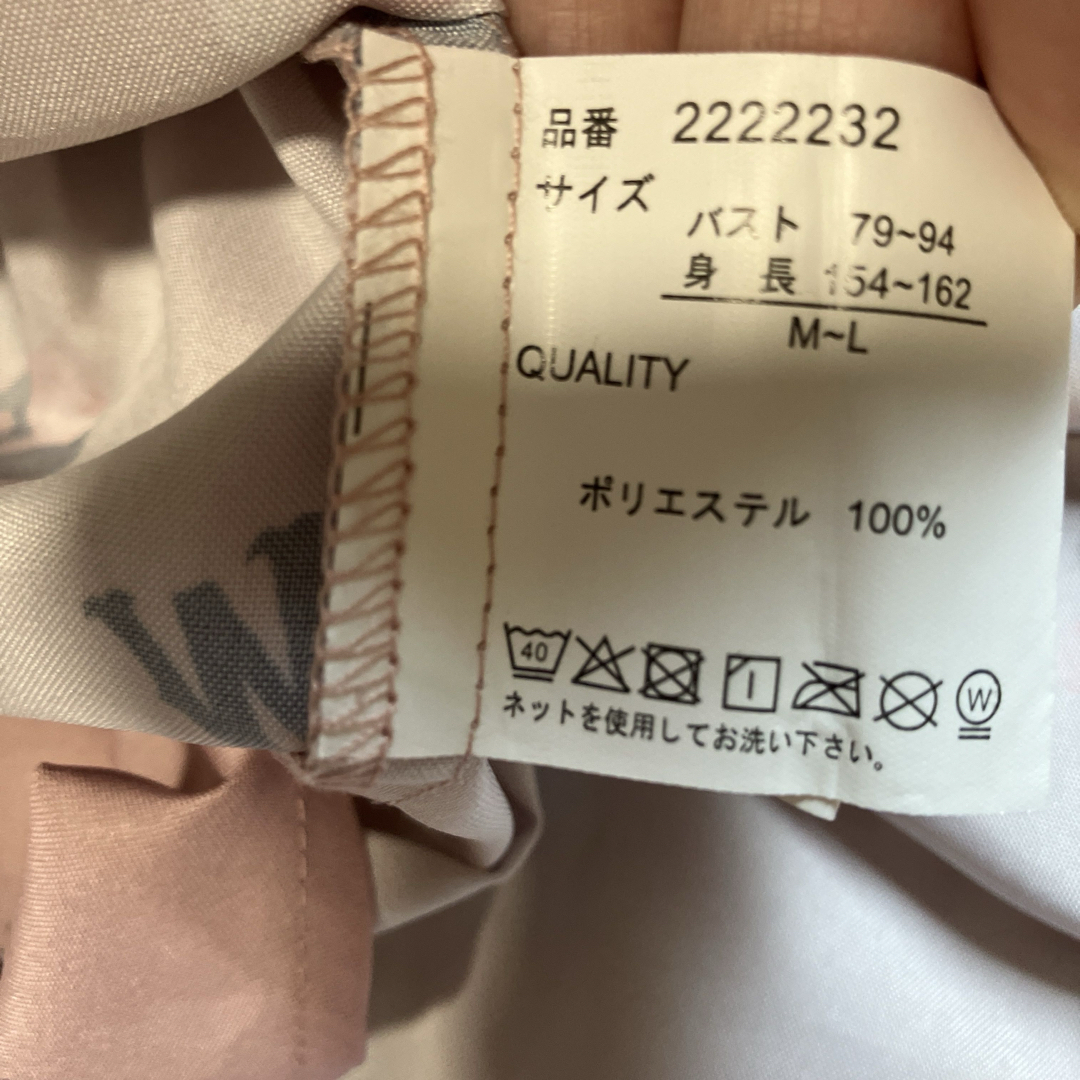 品番 2222232
サイズ
バスト 79~94
身 長 154~162
M~L
QUALITY
ポリエステル 100%
40 W
ネットを使用してお洗い下さい。
W